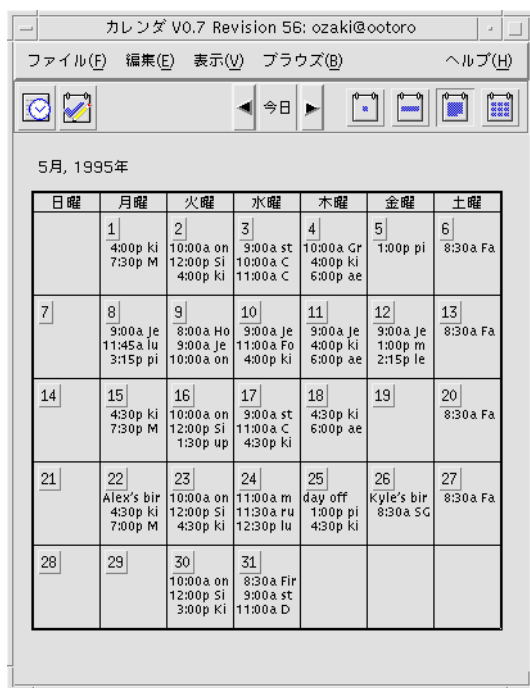 カレンダ V0.7 Revision 56: ozaki@ootoro
ファイル(F) 編集(E) 表示(V) ブラウズ(B) ヘルプ(H)
今日
5月, 1995年
日曜 月曜 火曜 水曜 木曜 金曜 土曜
1 2 3 4 5 6
4:00p ki 10:00a on 9:00a st 10:00a Gr 1:00p pi 8:30a Fa
7:30p M 12:00p Si 10:00a C 4:00p ki
4:00p ki 11:00a C 6:00p ae
7 8 9 10 11 12 13
9:00a Je 8:00a Ho 9:00a Je 9:00a Je 9:00a Je 8:30a Fa
11:45a lu 9:00a Je 11:00a Fo 4:00p ki 1:00p m
3:15p pi 10:00a on 4:00p ki 6:00p ae 2:15p le
14 15 16 17 18 19 20
4:30p ki 10:00a on 9:00a st 4:30p ki 8:30a Fa
7:30p M 12:00p Si 11:00a C 6:00p ae
1:30p up 4:30p ki
21 22 23 24 25 26 27
Alex's bir 10:00a on 11:00a m day off Kyle's bir 8:30a Fa
4:30p ki 12:00p Si 11:30a ru 1:00p pi 8:30a SG
7:00p M 4:30p ki 12:30p lu 4:30p ki
28 29 30 31
10:00a on 8:30a Fir
12:00p Si 9:00a st
3:00p Ki 11:00a D